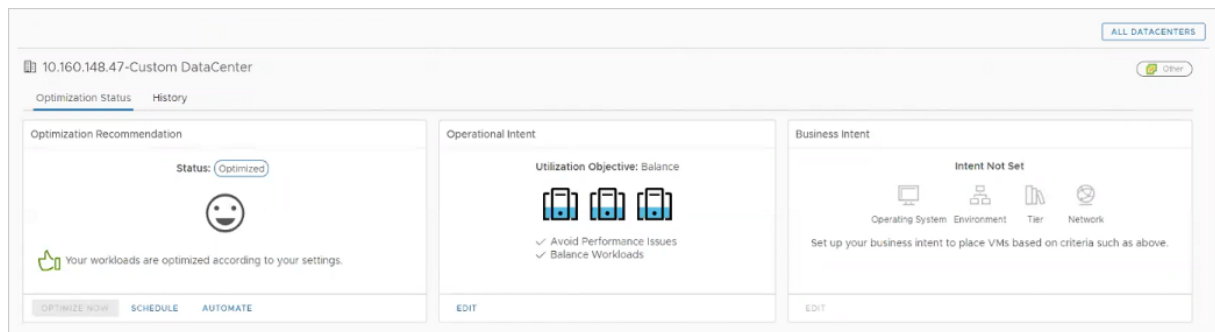 ALL DATACENTERS
10.160.148.47-Custom DataCenter
Other
Optimization Status History
Optimization Recommendation
Status: Optimized
Your workloads are optimized according to your settings.
OPTIMIZE NOW SCHEDULE AUTOMATE
Operational Intent
Utilization Objective: Balance
Avoid Performance Issues
Balance Workloads
EDIT
Business Intent
Intent Not Set
Operating System Environment Tier Network
Set up your business intent to place VMs based on criteria such as above.
EDIT